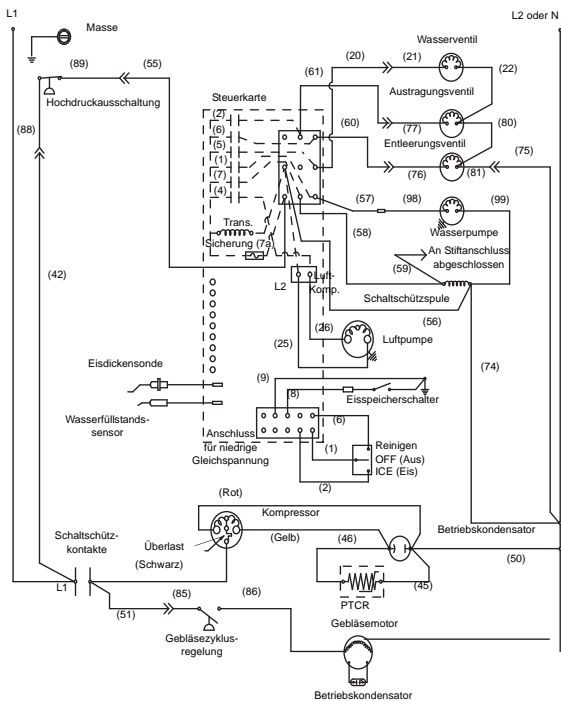 L1
L2 oder N
Masse
Wasserventil
(89)
(55)
(20)
(21)
(22)
(61)
Hochdruckausschaltung
Steuerkarte
Austragungsventil
(2)
(6)
(5)
(1)
(7)
(4)
(60)
(77)
(80)
Entleerungsventil
(75)
(88)
(76)
(81)
(57)
(98)
(99)
Trans.
Sicherung (7a)
(58)
Wasserpumpe
An Stiftanschluss
abgeschlossen
(59)
(42)
L2
Luft-
Komp.
Schaltschützspule
(56)
(25)
(26)
Luftpumpe
(74)
Eisdickensonde
(9)
(8)
Eisspeicherschalter
Wasserfüllstands-
sensor
Anschluss
für niedrige
Gleichspannung
(6)
(1)
(2)
Reinigen
OFF (Aus)
ICE (Eis)
(Rot)
Kompressor
Betriebskondensator
Schaltschütz-
kontakte
Überlast
(Schwarz)
(Gelb)
(46)
(50)
L1
(45)
PTCR
(51)
(85)
(86)
Gebläsemotor
Gebläsezyklus-
regelung
Betriebskondensator